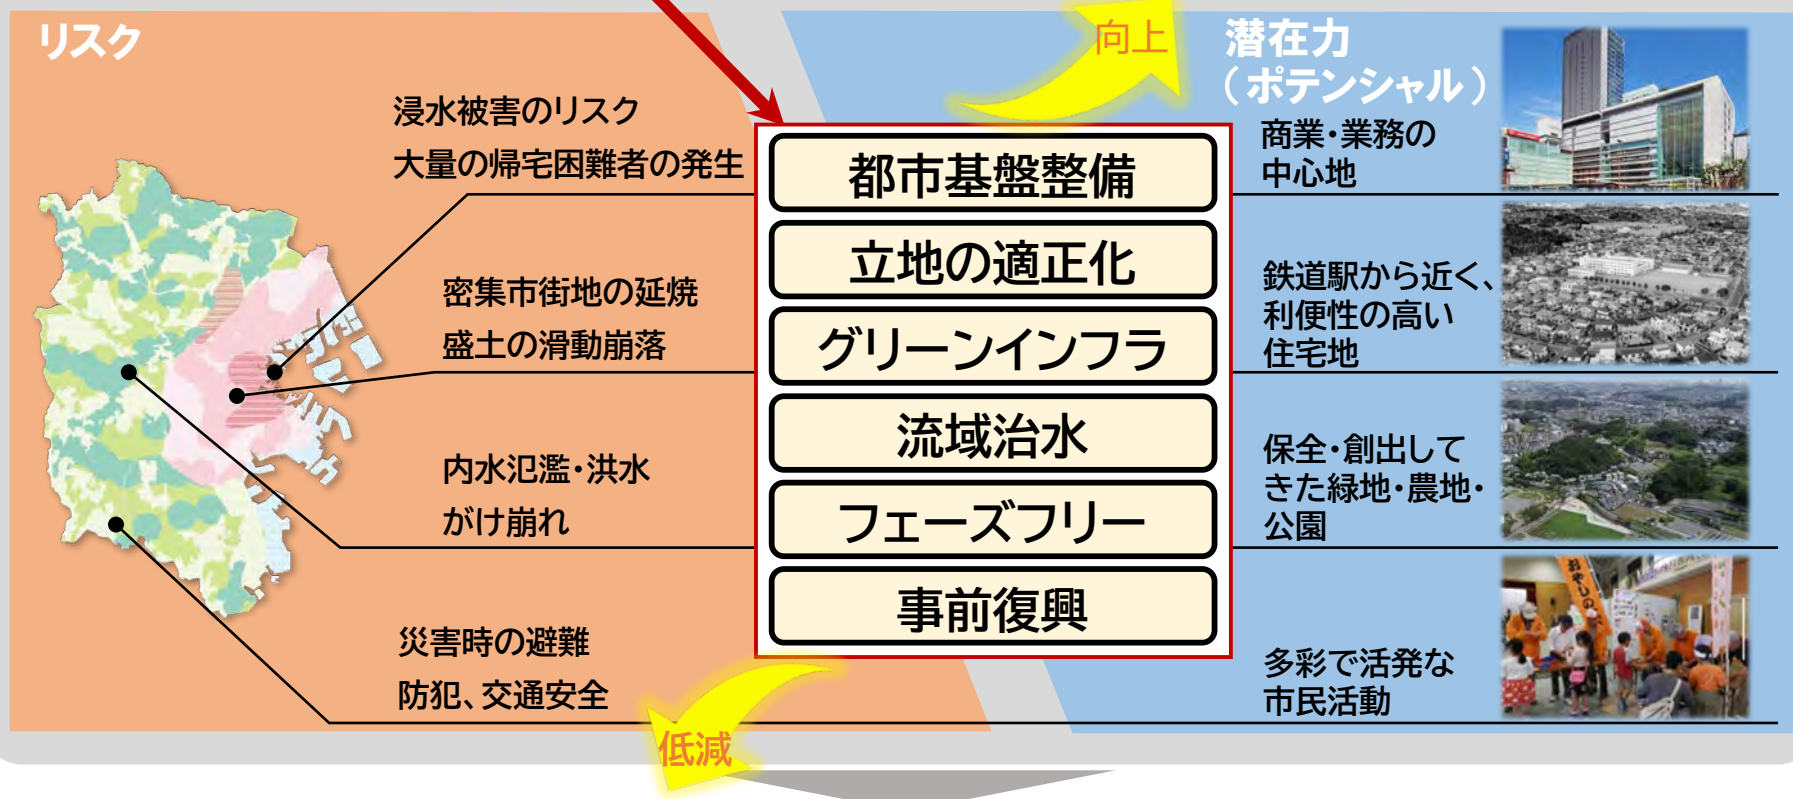 リスク
向上
潜在力
（ポテンシャル）
浸水被害のリスク
大量の帰宅困難者の発生
密集市街地の延焼
盛土の滑動崩落
内水氾濫・洪水
がけ崩れ
災害時の避難
防犯、交通安全
都市基盤整備
立地の適正化
グリーンインフラ
流域治水
フェーズフリー
事前復興
商業・業務の
中心地
鉄道駅から近く、
利便性の高い
住宅地
保全・創出して
きた緑地・農地・
公園
多彩で活発な
市民活動
おやじの
低減